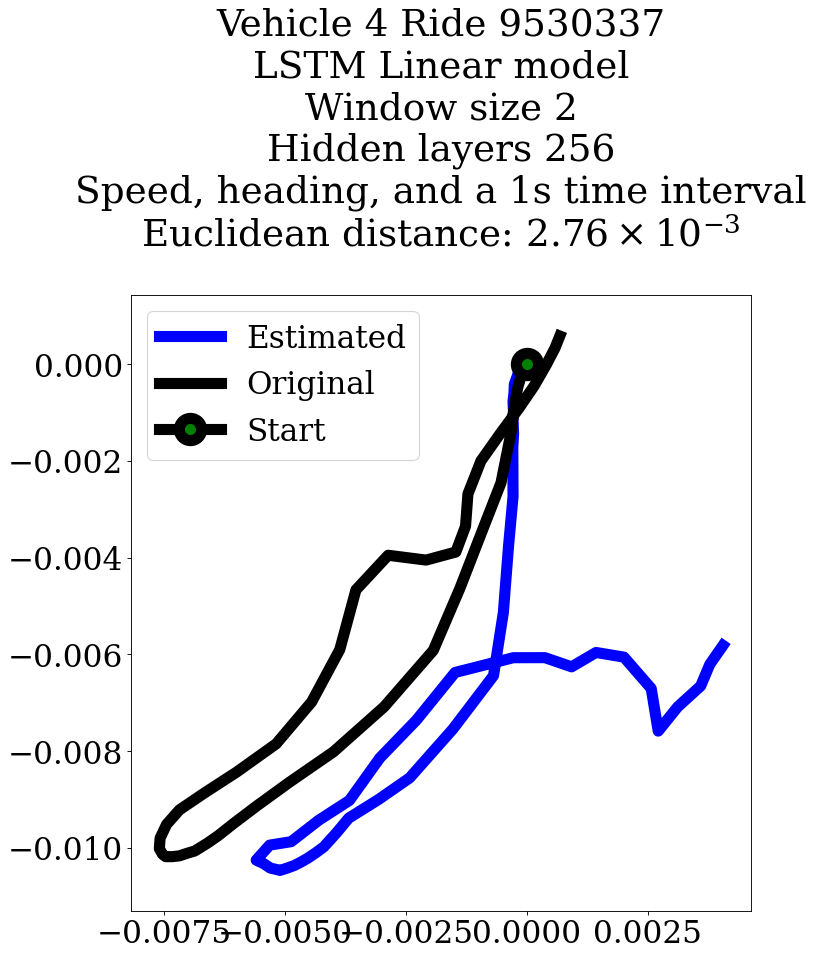 Vehicle 4 Ride 9530337
LSTM Linear model
Window size 2
Hidden layers 256
Speed, heading, and a 1s time interval
Euclidean distance: 2.76 × 10⁻³
Estimated
Original
Start
0.000
−0.002
−0.004
−0.006
−0.008
−0.010
−0.0075 −0.0050 −0.0025 0.0000 0.0025